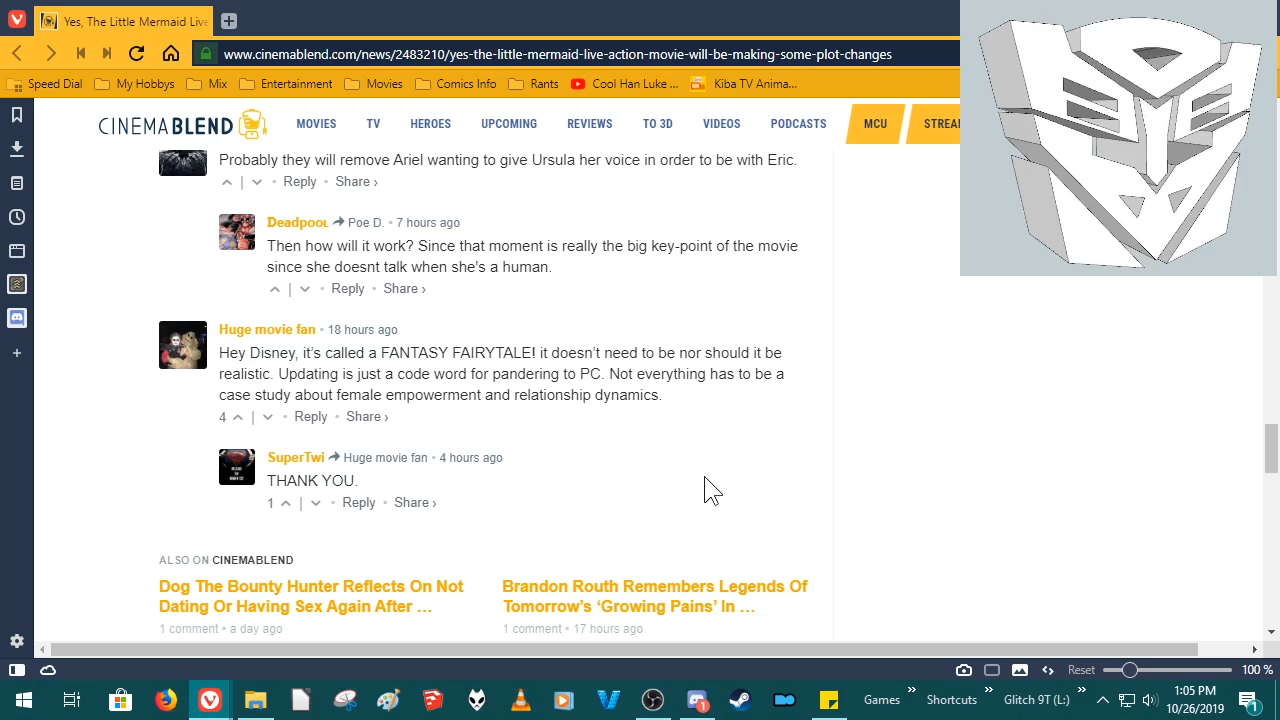 Yes, The Little Mermaid Live
www.cinemablend.com/news/2483210/yes-the-little-mermaid-live-action-movie-will-be-making-some-plot-changes
Speed Dial My Hobbys Mix Entertainment Movies Comics Info Rants Cool Han Luke ... Kiba TV Anima...
CINEMABLEND MOVIES TV HEROES UPCOMING REVIEWS TO 3D VIDEOS PODCASTS MCU STREA
Probably they will remove Ariel wanting to give Ursula her voice in order to be with Eric.
• Reply • Share ›
Deadpool Poe D. • 7 hours ago
Then how will it work? Since that moment is really the big key-point of the movie
since she doesnt talk when she's a human.
• Reply • Share ›
Huge movie fan • 18 hours ago
Hey Disney, it's called a FANTASY FAIRYTALE! it doesn't need to be nor should it be
realistic. Updating is just a code word for pandering to PC. Not everything has to be a
case study about female empowerment and relationship dynamics.
4 • Reply • Share ›
SuperTwi Huge movie fan • 4 hours ago
THANK YOU.
1 • Reply • Share ›
ALSO ON CINEMABLEND
Dog The Bounty Hunter Reflects On Not
Dating Or Having Sex Again After ...
1 comment • a day ago
Brandon Routh Remembers Legends Of
Tomorrow's 'Growing Pains' In ...
1 comment • 17 hours ago
Reset 100 %
Games Shortcuts Glitch 9T (L:)
1:05 PM
10/26/2019